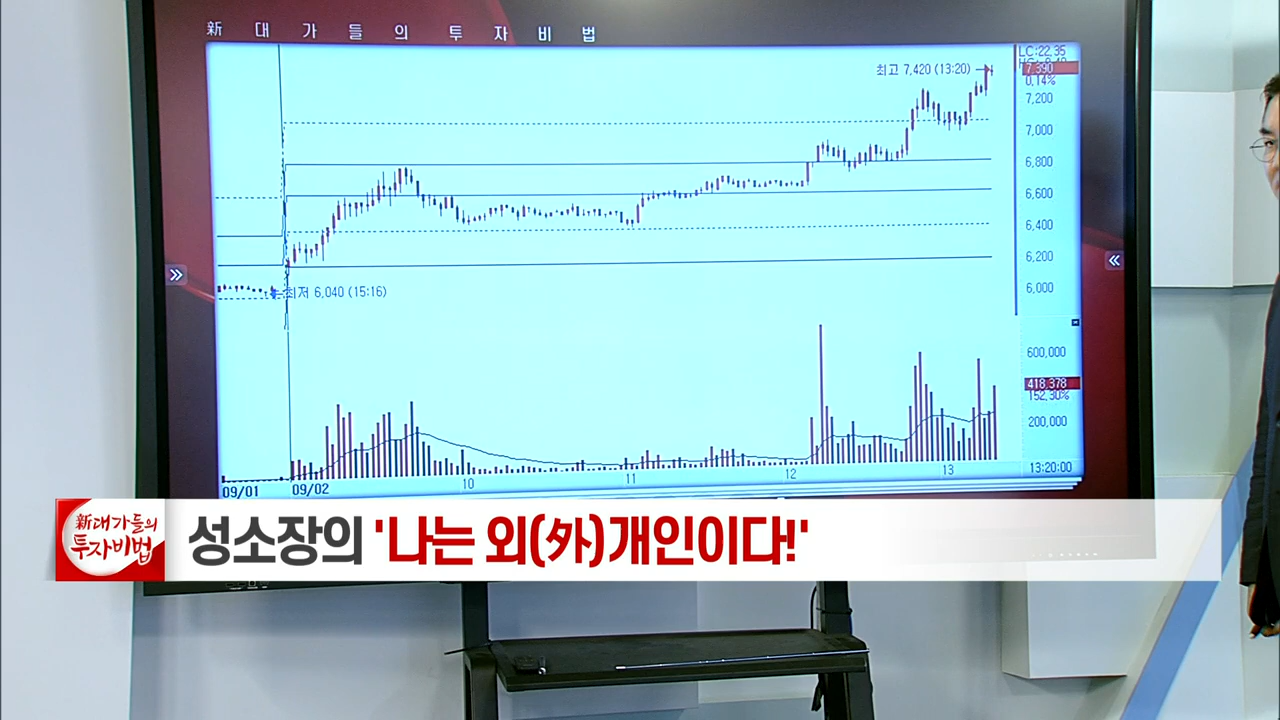 新 대 가 들 의 투 자 비 법
LC:22,35
최고 7,420 (13:20)
7,390
0,14%
7,200
7,000
6,800
6,600
6,400
6,200
6,000
최저 6,040 (15:16)
600,000
418,378
152,30%
200,000
09/01 09/02 10 11 12 13 13:20:00
新대가들의
투자비법
성소장의 '나는 외(外)개인이다!'